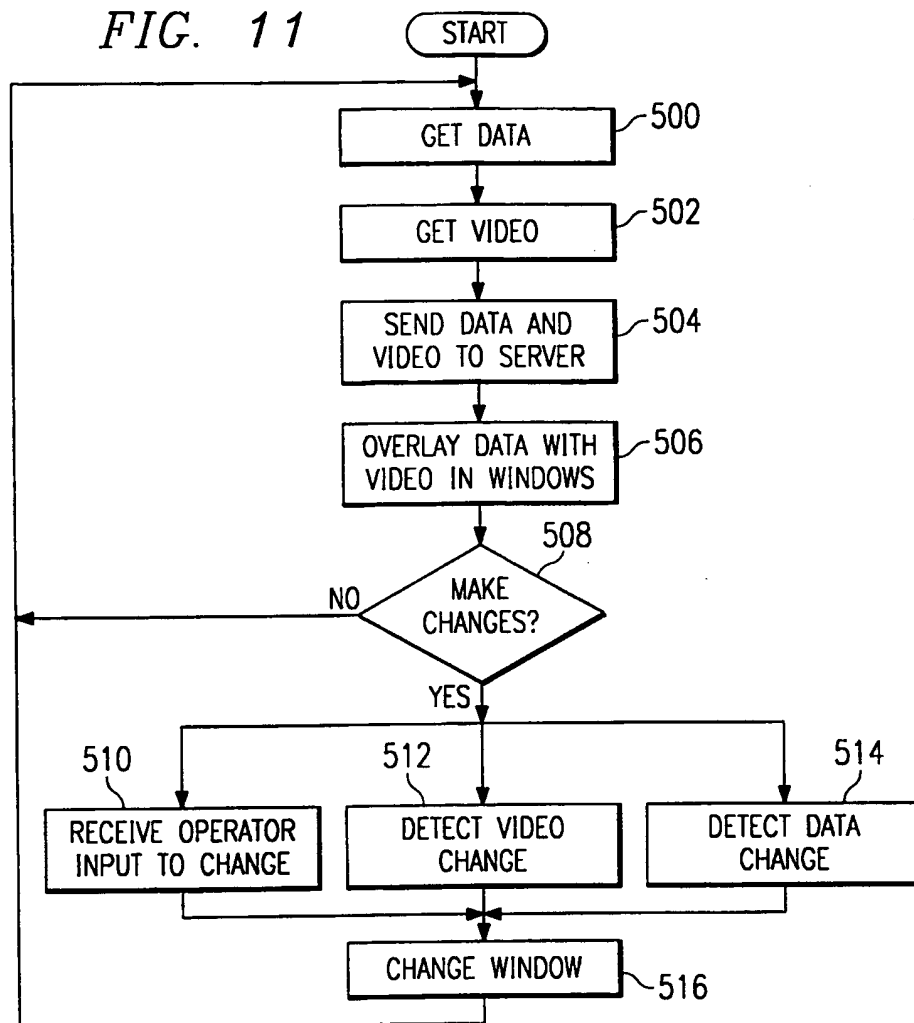 FIG. 11
START
GET DATA
500
GET VIDEO
502
SEND DATA AND
VIDEO TO SERVER
504
OVERLAY DATA WITH
VIDEO IN WINDOWS
506
508
MAKE
CHANGES?
NO
YES
510
RECEIVE OPERATOR
INPUT TO CHANGE
512
DETECT VIDEO
CHANGE
514
DETECT DATA
CHANGE
CHANGE WINDOW
516